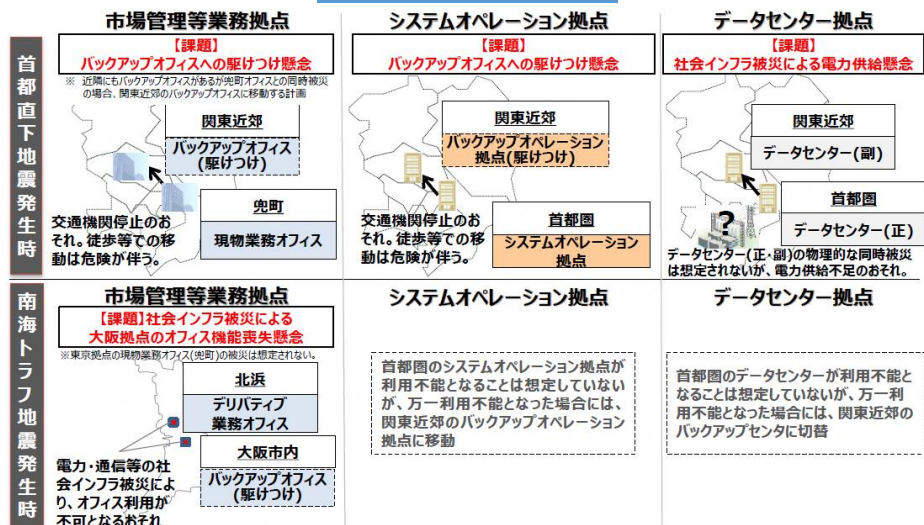 首都直下地震発生時
市場管理等業務拠点
【課題】
バックアップオフィスへの駆けつけ懸念
※ 近隣にもバックアップオフィスがあるが兜町オフィスとの同時被災
の場合、関東近郊のバックアップオフィスに移動する計画
関東近郊
バックアップオフィス
(駆けつけ)
兜町
現物業務オフィス
交通機関停止のお
それ。徒歩等での移
動は危険が伴う。
システムオペレーション拠点
【課題】
バックアップオフィスへの駆けつけ懸念
関東近郊
バックアップオペレーション
拠点(駆けつけ)
首都圏
システムオペレーション
拠点
交通機関停止のお
それ。徒歩等での移
動は危険が伴う。
データセンター拠点
【課題】
社会インフラ被災による電力供給懸念
関東近郊
データセンター(副)
首都圏
データセンター(正)
?
データセンター(正・副)の物理的な同時被災
は想定されないが、電力供給不足のおそれ。
南海トラフ地震発生時
市場管理等業務拠点
【課題】社会インフラ被災による
大阪拠点のオフィス機能喪失懸念
※東京拠点の現物業務オフィス(兜町)の被災は想定されない。
北浜
デリバティブ
業務オフィス
大阪市内
バックアップオフィス
(駆けつけ)
電力・通信等の社
会インフラ被災によ
り、オフィス利用が
不可となるおそれ
システムオペレーション拠点
首都圏のシステムオペレーション拠点が
利用不能となることは想定していない
が、万一利用不能となった場合には、
関東近郊のバックアップオペレーション
拠点に移動
データセンター拠点
首都圏のデータセンターが利用不能と
なることは想定していないが、万一利
用不能となった場合には、関東近郊の
バックアップセンタに切替